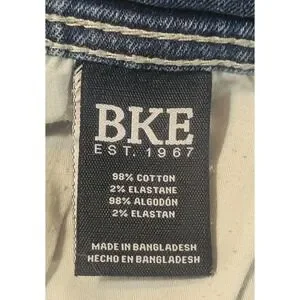 BKE
EST. 1967
98% COTTON
2% ELASTANE
98% ALGODÓN
2% ELASTAN
MADE IN BANGLADESH
HECHO EN BANGLADESH